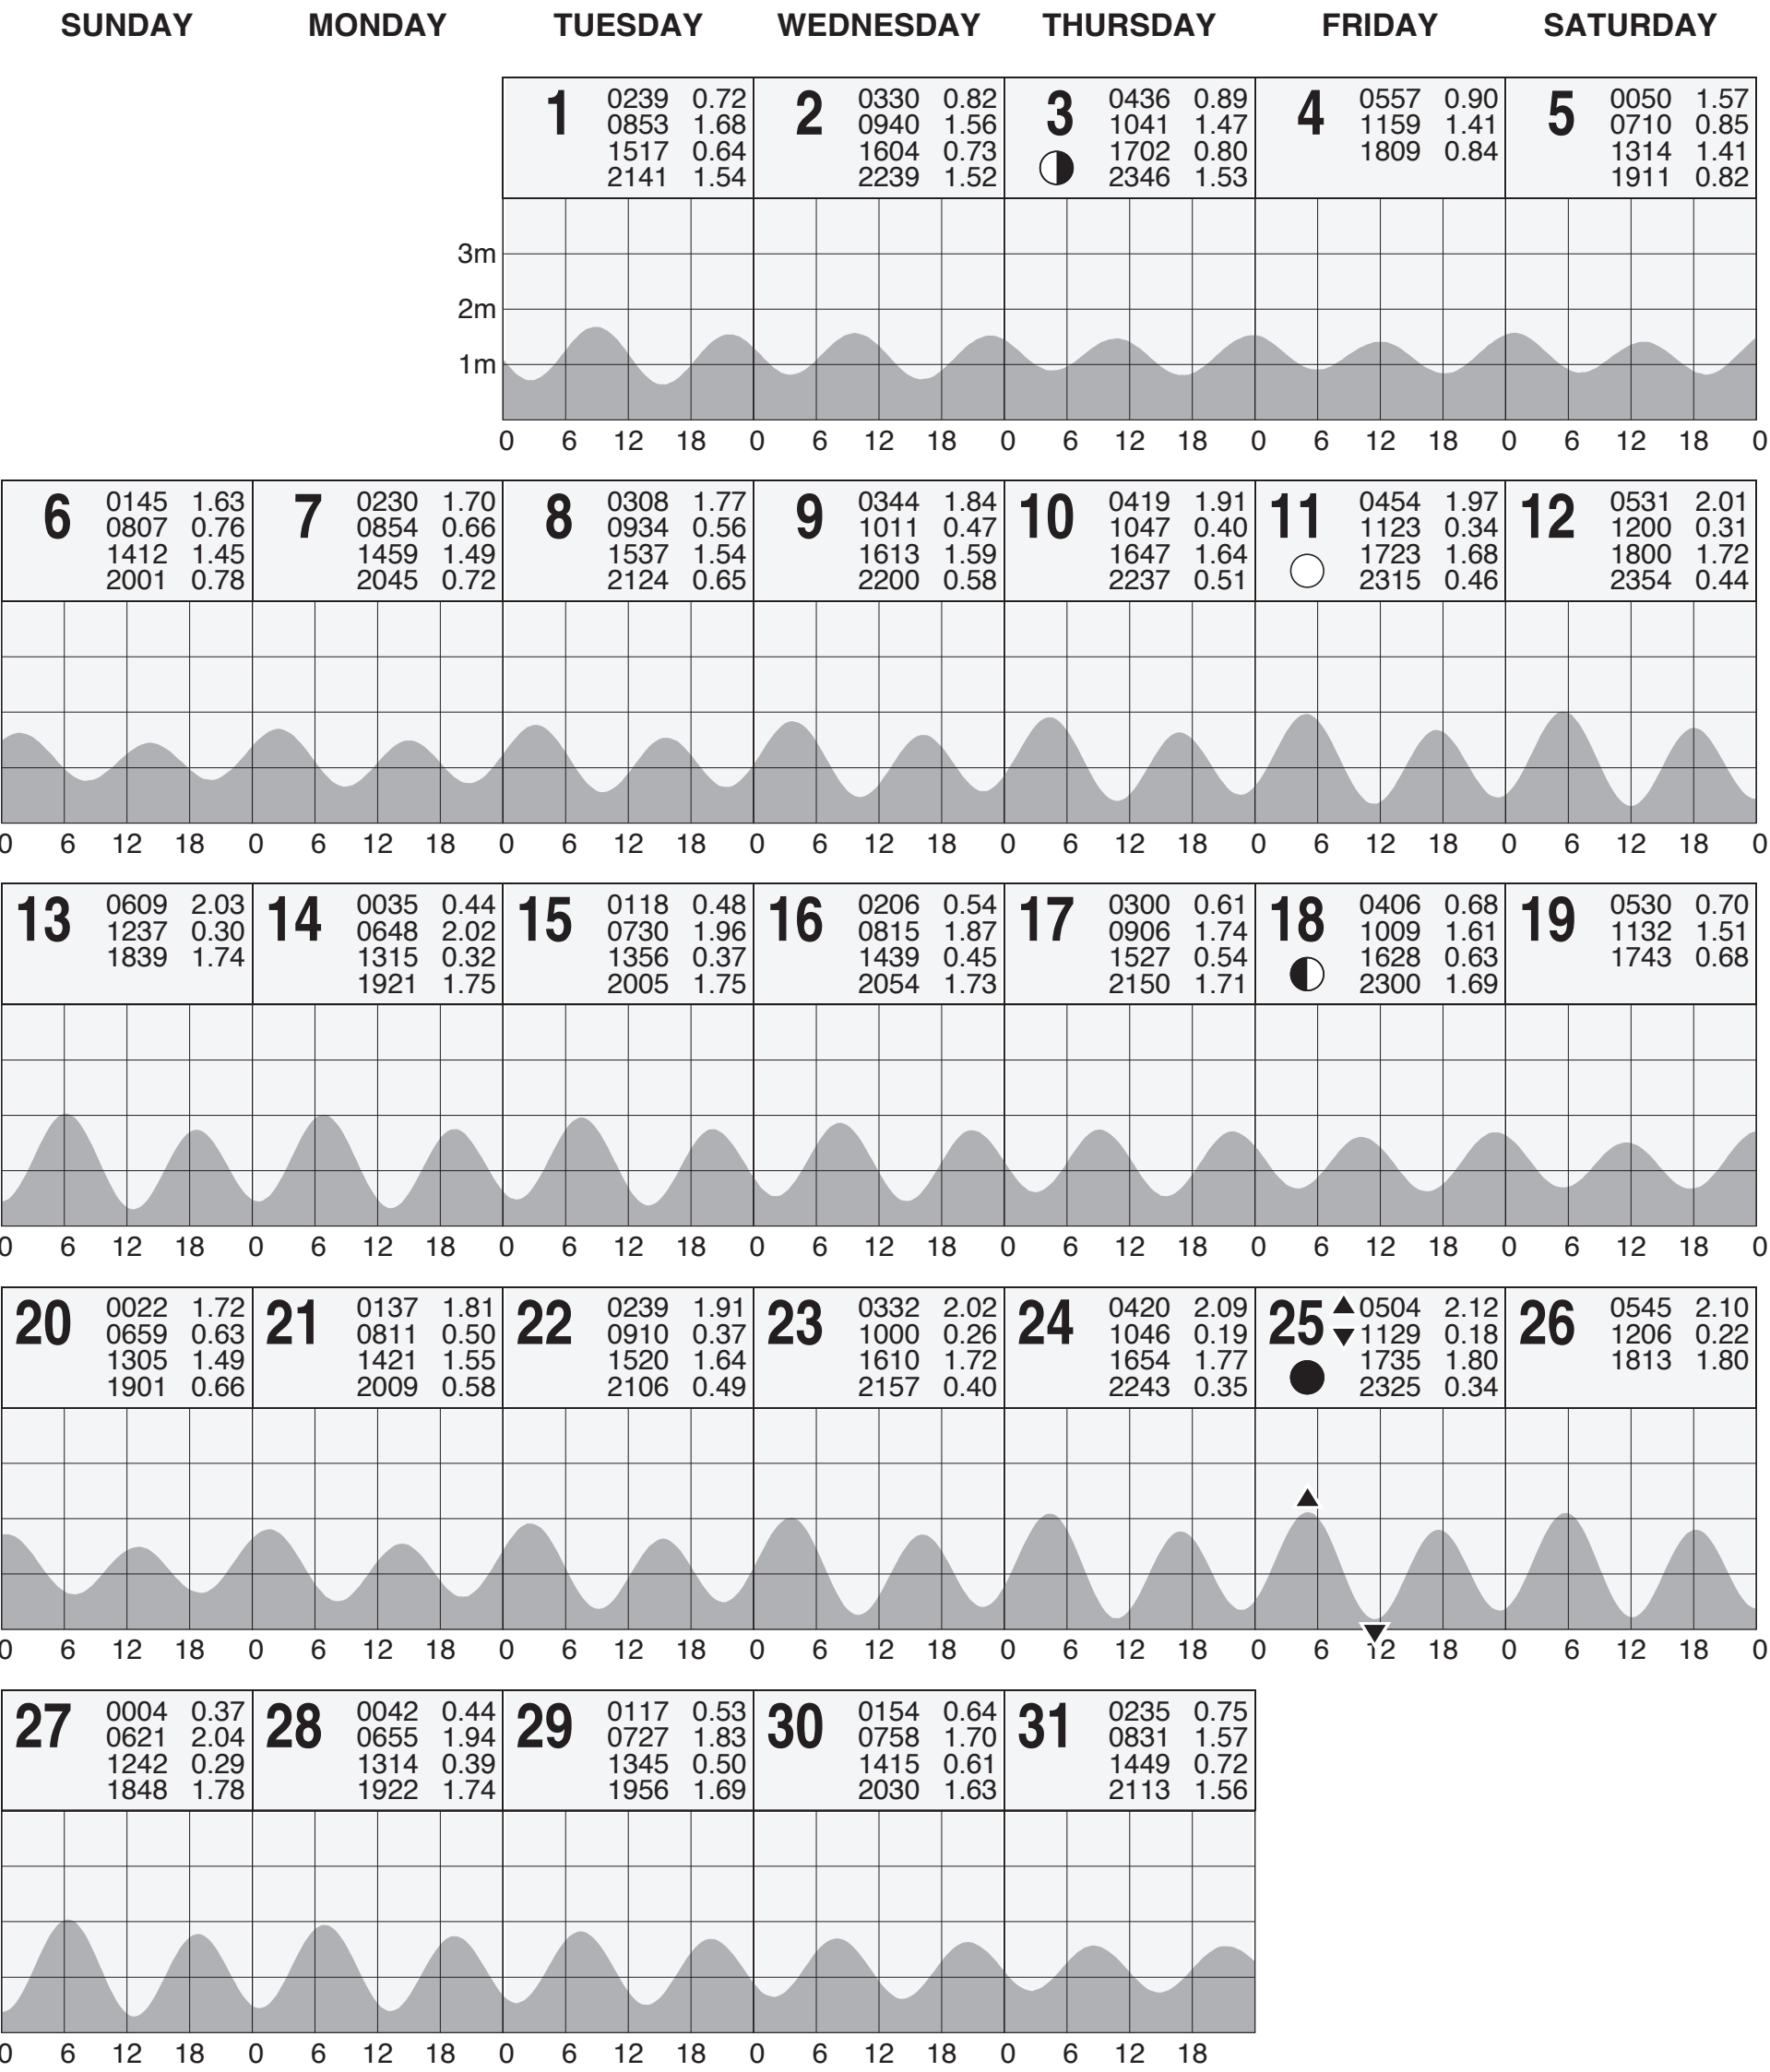 SUNDAY MONDAY TUESDAY WEDNESDAY THURSDAY FRIDAY SATURDAY
1 0239 0.72 2 0330 0.82 3 0436 0.89 4 0557 0.90 5 0050 1.57
0853 1.68 0940 1.56 1041 1.47 1159 1.41 0710 0.85
1517 0.64 1604 0.73 1702 0.80 1809 0.84 1314 1.41
2141 1.54 2239 1.52 2346 1.53 1911 0.82
3m
2m
1m
0 6 12 18 0 6 12 18 0 6 12 18 0 6 12 18 0 6 12 18 0
6 0145 1.63 7 0230 1.70 8 0308 1.77 9 0344 1.84 10 0419 1.91 11 0454 1.97 12 0531 2.01
0807 0.76 0854 0.66 0934 0.56 1011 0.47 1047 0.40 1123 0.34 1200 0.31
1412 1.45 1459 1.49 1537 1.54 1613 1.59 1647 1.64 1723 1.68 1800 1.72
2001 0.78 2045 0.72 2124 0.65 2200 0.58 2237 0.51 2315 0.46 2354 0.44
0 6 12 18 0 6 12 18 0 6 12 18 0 6 12 18 0 6 12 18 0 6 12 18 0 6 12 18 0
13 0609 2.03 14 0035 0.44 15 0118 0.48 16 0206 0.54 17 0300 0.61 18 0406 0.68 19 0530 0.70
1237 0.30 0648 2.02 0730 1.96 0815 1.87 0906 1.74 1009 1.61 1132 1.51
1839 1.74 1315 0.32 1356 0.37 1439 0.45 1527 0.54 1628 0.63 1743 0.68
1921 1.75 2005 1.75 2054 1.73 2150 1.71 2300 1.69
0 6 12 18 0 6 12 18 0 6 12 18 0 6 12 18 0 6 12 18 0 6 12 18 0 6 12 18 0
20 0022 1.72 21 0137 1.81 22 0239 1.91 23 0332 2.02 24 0420 2.09 25 0504 2.12 26 0545 2.10
0659 0.63 0811 0.50 0910 0.37 1000 0.26 1046 0.19 1129 0.18 1206 0.22
1305 1.49 1421 1.55 1520 1.64 1610 1.72 1654 1.77 1735 1.80 1813 1.80
1901 0.66 2009 0.58 2106 0.49 2157 0.40 2243 0.35 2325 0.34
0 6 12 18 0 6 12 18 0 6 12 18 0 6 12 18 0 6 12 18 0 6 12 18 0 6 12 18 0
27 0004 0.37 28 0042 0.44 29 0117 0.53 30 0154 0.64 31 0235 0.75
0621 2.04 0655 1.94 0727 1.83 0758 1.70 0831 1.57
1242 0.29 1314 0.39 1345 0.50 1415 0.61 1449 0.72
1848 1.78 1922 1.74 1956 1.69 2030 1.63 2113 1.56
0 6 12 18 0 6 12 18 0 6 12 18 0 6 12 18 0 6 12 18